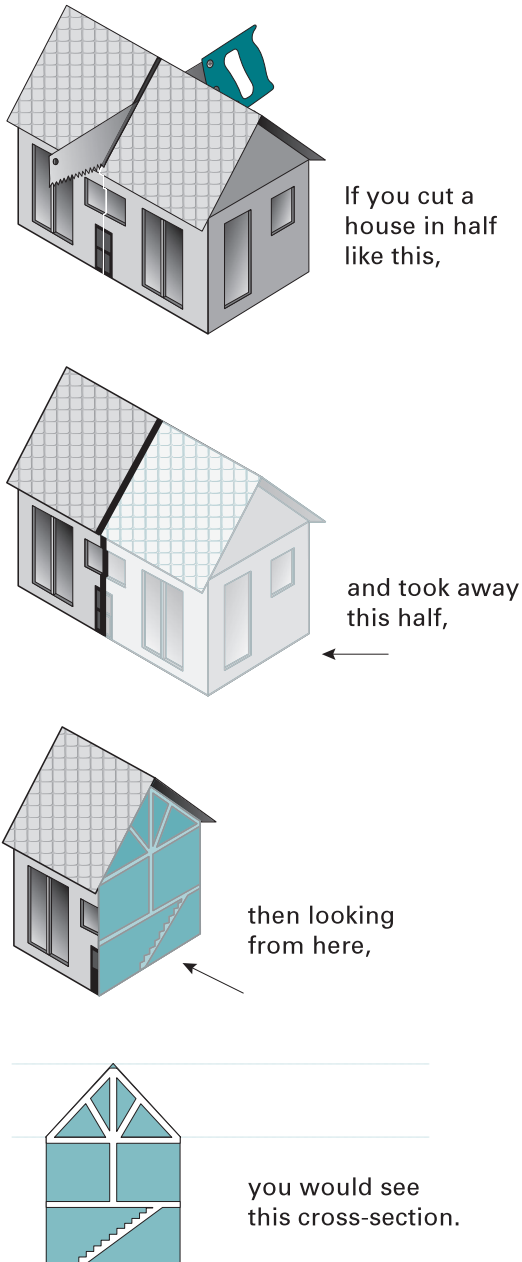 If you cut a
house in half
like this,
and took away
this half,
then looking
from here,
you would see
this cross-section.